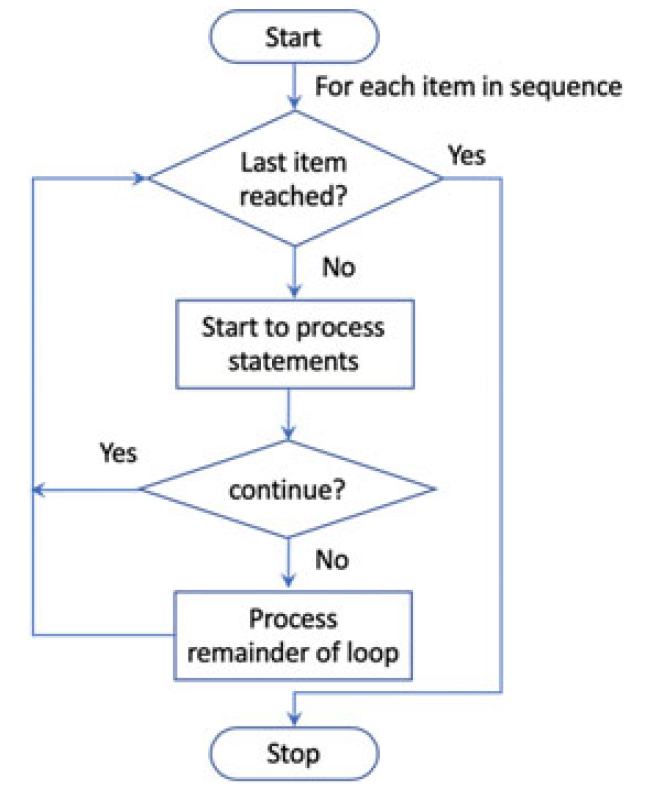 Start
For each item in sequence
Last item
reached?
Yes
No
Start to process
statements
Yes
continue?
No
Process
remainder of loop
Stop